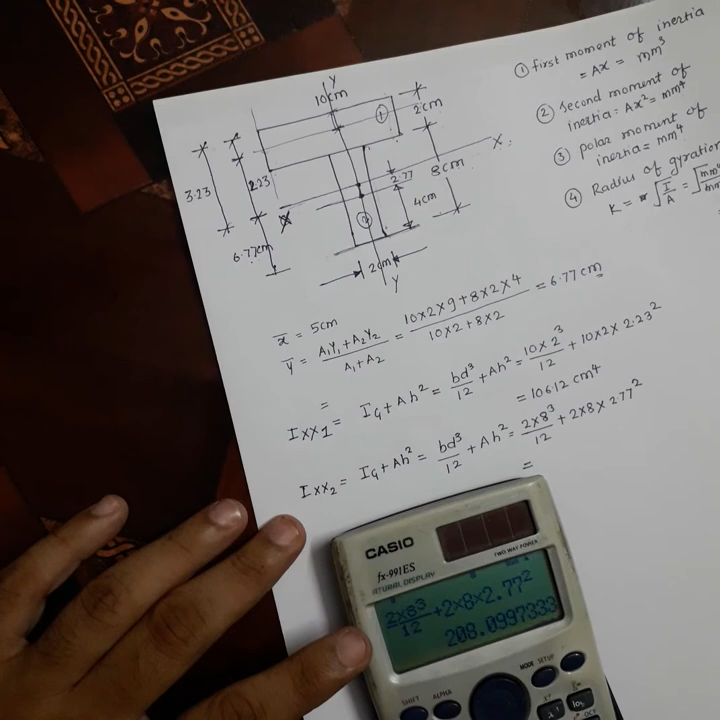 ① first moment of inertia
= Ax = mm³
② second moment of
inertia = Ax² = mm⁴
③ polar moment of
inertia = mm⁴
④ Radius of gyration
K = √I/A = √mm⁴/mm
Y
10cm
①
2cm
X
3.23
2.23
2.77
8cm
4cm
X
②
6.77cm
2cm
Y
x̄ = 5cm
ȳ = A₁Y₁+A₂Y₂ / A₁+A₂ = 10×2×9+8×2×4 / 10×2+8×2 = 6.77 cm
=
Ixx1 = IG+Ah² = bd³/12 + Ah² = 10×2³/12 + 10×2×2.23²
= 106.12 cm⁴
Ixx₂ = IG+Ah² = bd³/12 + Ah² = 2×8³/12 + 2×8×2.77²
=
CASIO
fx-991ES
TWO WAY POWER
NATURAL DISPLAY
2×8³/12+2×8×2.77²
208.0997333
SHIFT
ALPHA
MODE SETUP
x⁻¹
log